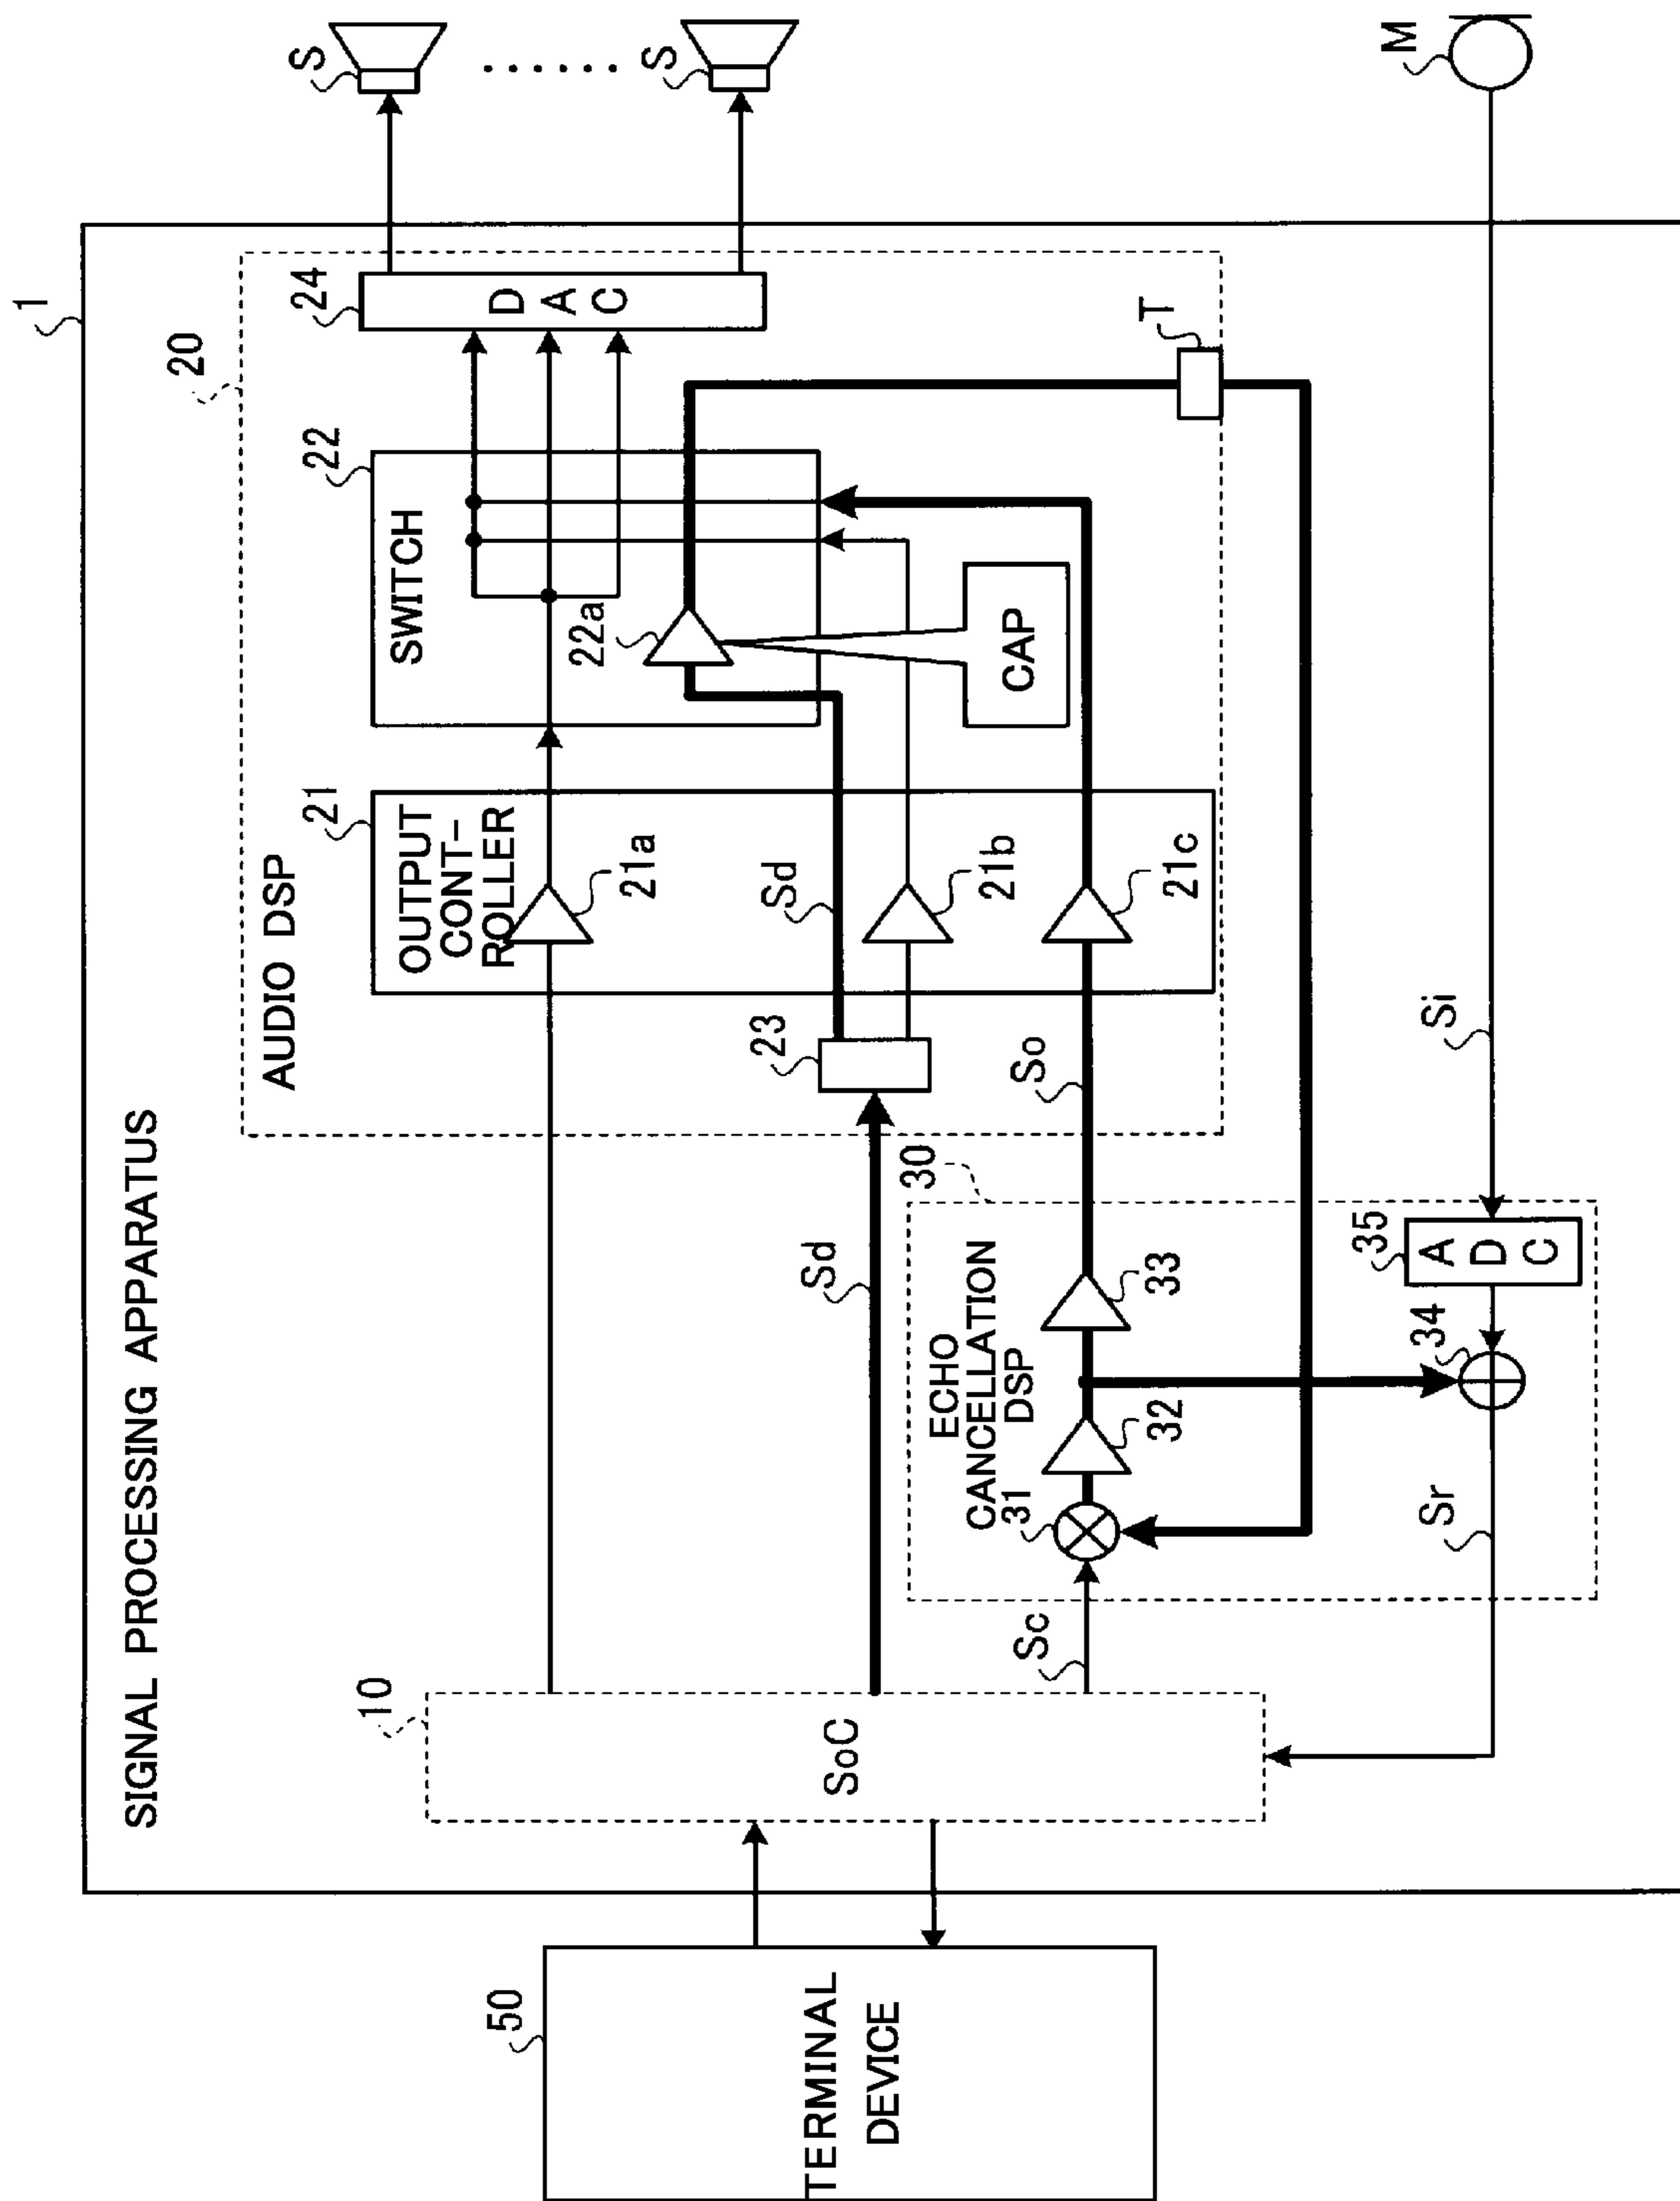 1
SIGNAL PROCESSING APPARATUS
20
AUDIO DSP
50
TERMINAL
DEVICE
10
SoC
21
OUTPUT
CONT-
ROLLER
21a
22
SWITCH
22a
24
D A C
S
......
S
Sd
23
Sd
21b
CAP
T
30
ECHO
CANCELLATION
DSP
31
32
33
So
21c
Sc
Sr
34
35
A D C
Si
M